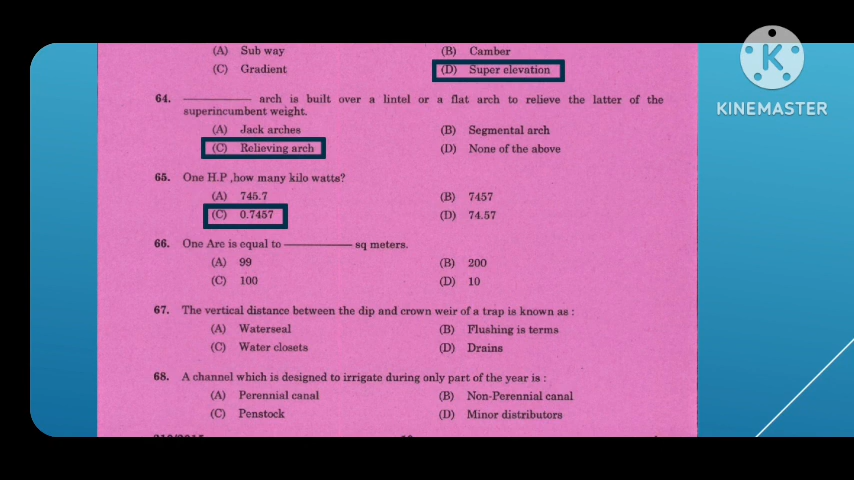 (A) Sub way (B) Camber
(C) Gradient (D) Super elevation
64. ———— arch is built over a lintel or a flat arch to relieve the latter of the
superincumbent weight.
(A) Jack arches (B) Segmental arch
(C) Relieving arch (D) None of the above
65. One H.P ,how many kilo watts?
(A) 745.7 (B) 7457
(C) 0.7457 (D) 74.57
66. One Are is equal to ———— sq meters.
(A) 99 (B) 200
(C) 100 (D) 10
67. The vertical distance between the dip and crown weir of a trap is known as :
(A) Waterseal (B) Flushing is terms
(C) Water closets (D) Drains
68. A channel which is designed to irrigate during only part of the year is :
(A) Perennial canal (B) Non-Perennial canal
(C) Penstock (D) Minor distributors
K
KINEMASTER